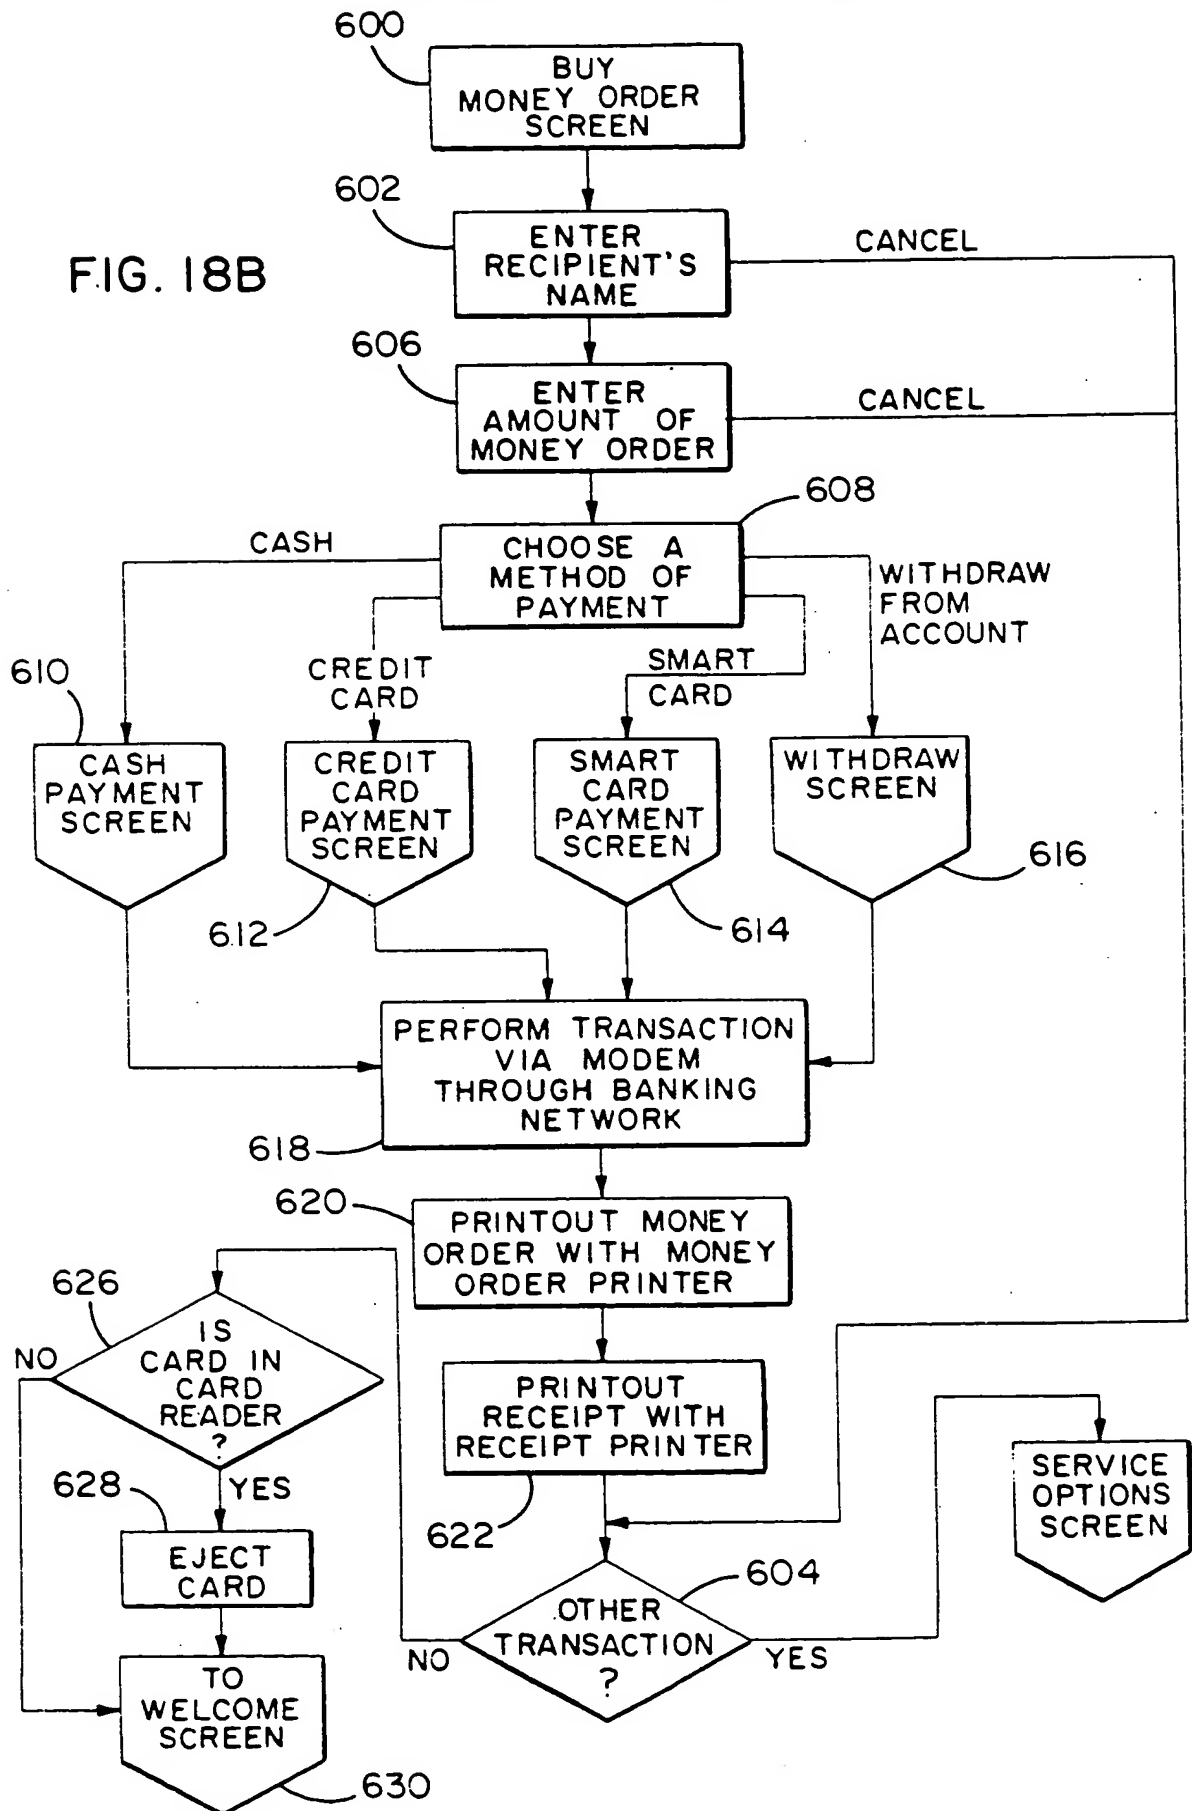 600
BUY
MONEY ORDER
SCREEN
602
FIG. 18B
ENTER
RECIPIENT'S
NAME
CANCEL
606
ENTER
AMOUNT OF
MONEY ORDER
CANCEL
608
CHOOSE A
METHOD OF
PAYMENT
CASH
CREDIT
CARD
SMART
CARD
WITHDRAW
FROM
ACCOUNT
610
CASH
PAYMENT
SCREEN
CREDIT
CARD
PAYMENT
SCREEN
SMART
CARD
PAYMENT
SCREEN
WITHDRAW
SCREEN
612
614
616
PERFORM TRANSACTION
VIA MODEM
THROUGH BANKING
NETWORK
618
620
PRINTOUT MONEY
ORDER WITH MONEY
ORDER PRINTER
626
IS
CARD IN
CARD
READER
?
NO
YES
PRINTOUT
RECEIPT WITH
RECEIPT PRINTER
622
SERVICE
OPTIONS
SCREEN
628
EJECT
CARD
604
OTHER
TRANSACTION
?
NO
YES
TO
WELCOME
SCREEN
630